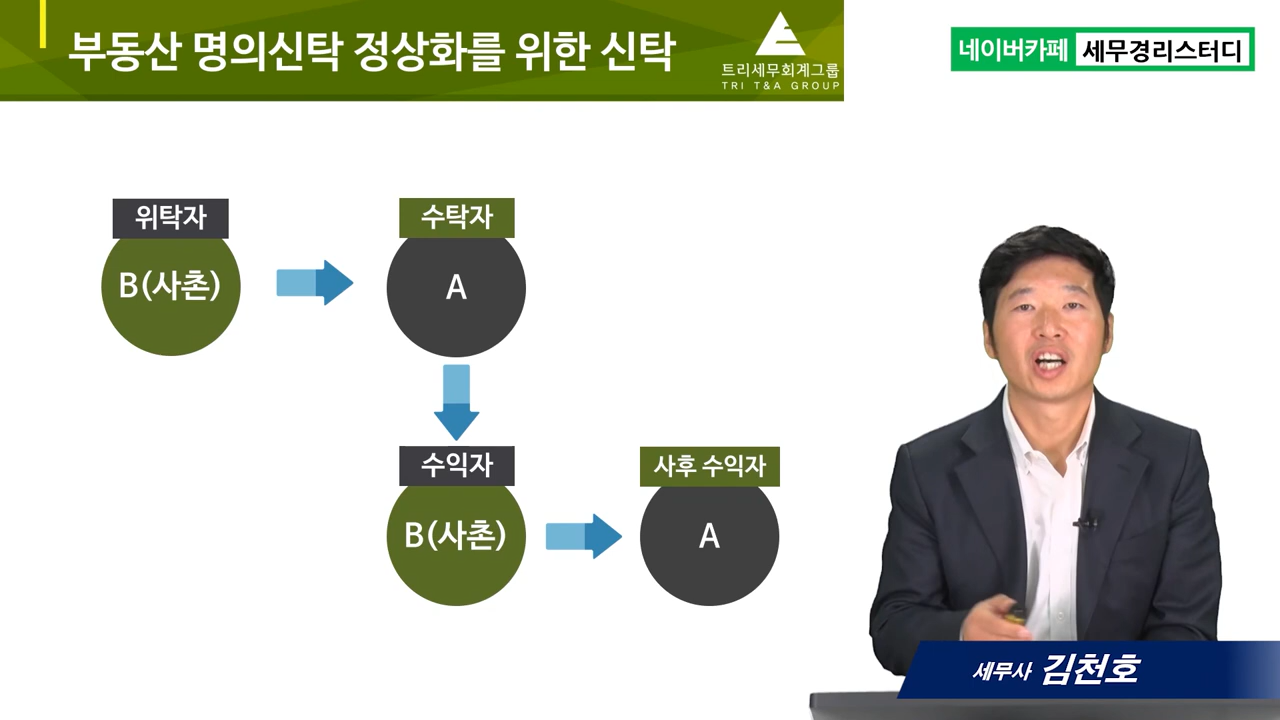 부동산 명의신탁 정상화를 위한 신탁
트리세무회계그룹
TRI T&A GROUP
네이버카페 세무경리스터디
위탁자
B(사촌)
수탁자
A
수익자
B(사촌)
사후 수익자
A
세무사 김천호